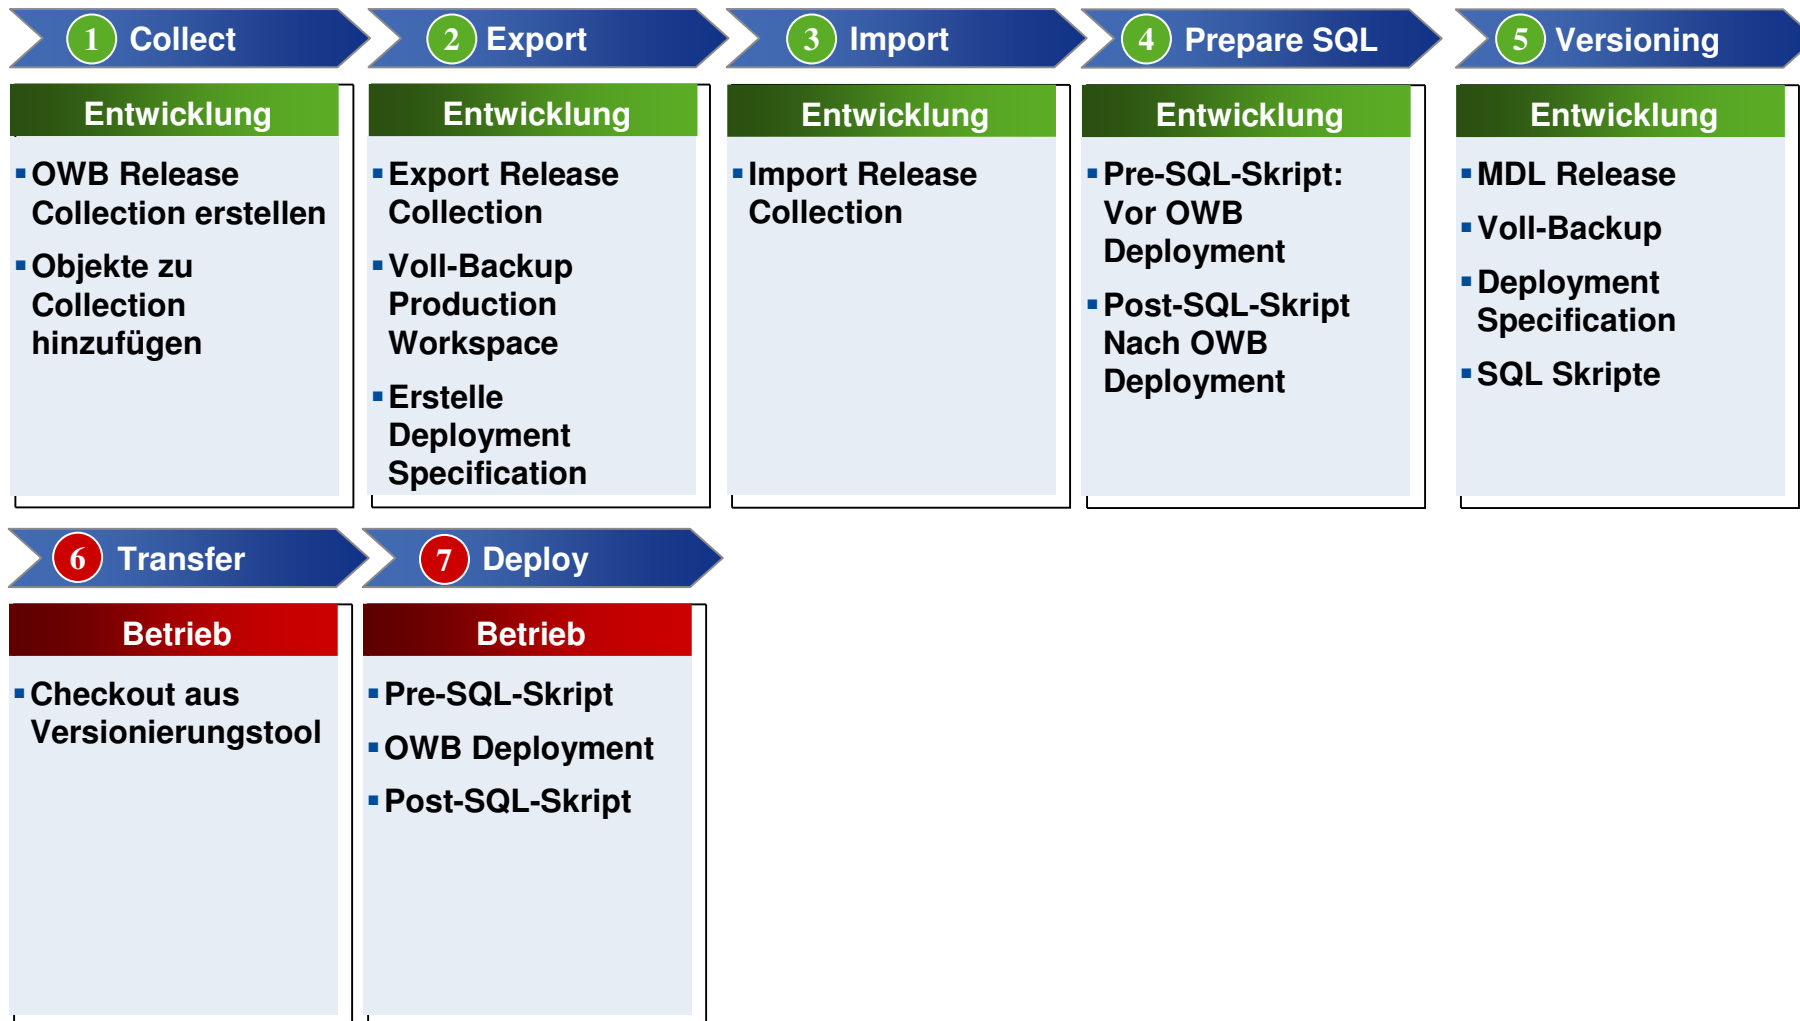 1 Collect
2 Export
3 Import
4 Prepare SQL
5 Versioning
Entwicklung
▪ OWB Release
Collection erstellen
▪ Objekte zu
Collection
hinzufügen
Entwicklung
▪ Export Release
Collection
▪ Voll-Backup
Production
Workspace
▪ Erstelle
Deployment
Specification
Entwicklung
▪ Import Release
Collection
Entwicklung
▪ Pre-SQL-Skript:
Vor OWB
Deployment
▪ Post-SQL-Skript
Nach OWB
Deployment
Entwicklung
▪ MDL Release
▪ Voll-Backup
▪ Deployment
Specification
▪ SQL Skripte
6 Transfer
7 Deploy
Betrieb
▪ Checkout aus
Versionierungstool
Betrieb
▪ Pre-SQL-Skript
▪ OWB Deployment
▪ Post-SQL-Skript